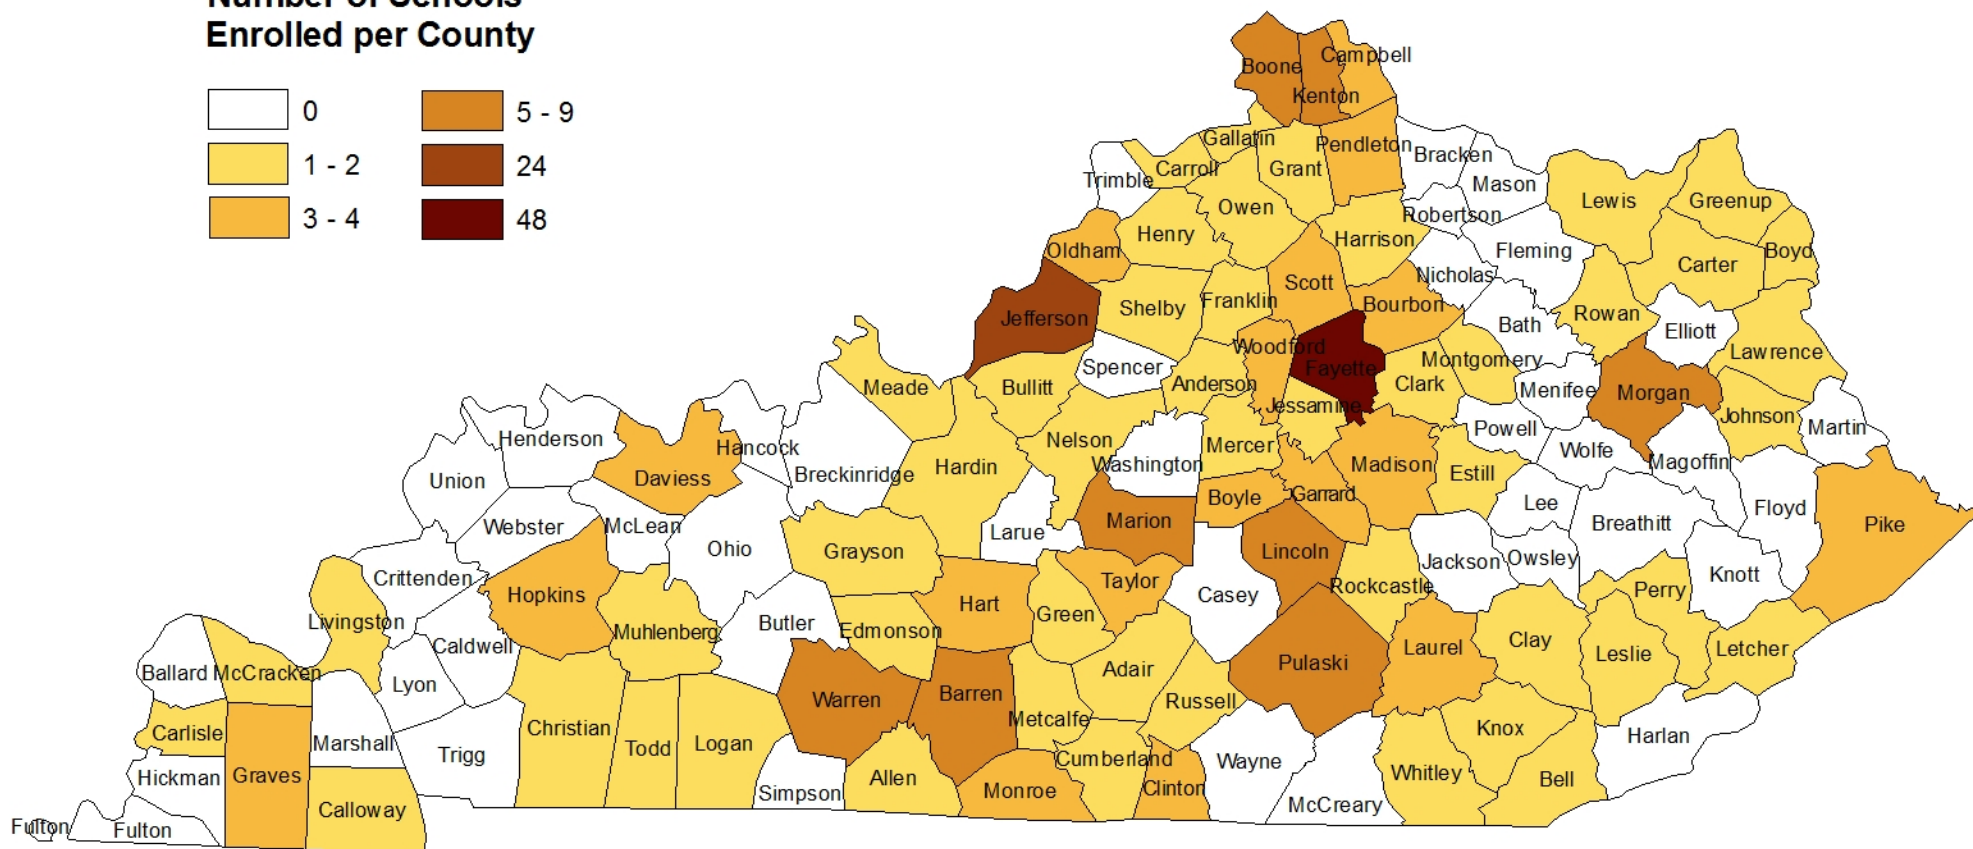 Number of Schools
Enrolled per County
0
5 - 9
1 - 2
24
3 - 4
48
Boone
Campbell
Kenton
Gallatin
Pendleton
Bracken
Trimble
Carroll
Grant
Mason
Owen
Robertson
Lewis
Greenup
Oldham
Henry
Harrison
Fleming
Boyd
Carter
Nicholas
Scott
Jefferson
Shelby
Franklin
Bourbon
Bath
Rowan
Elliott
Woodford
Fayette
Montgomery
Lawrence
Spencer
Meade
Bullitt
Anderson
Clark
Menifee
Morgan
Jessamine
Johnson
Martin
Henderson
Hancock
Nelson
Mercer
Powell
Wolfe
Magoffin
Washington
Union
Daviess
Breckinridge
Hardin
Madison
Estill
Boyle
Garrard
Lee
Floyd
Webster
McLean
Ohio
Larue
Marion
Breathitt
Pike
Grayson
Lincoln
Jackson
Owsley
Crittenden
Taylor
Rockcastle
Knott
Hopkins
Hart
Green
Casey
Perry
Livingston
Muhlenberg
Butler
Edmonson
Caldwell
Laurel
Clay
Leslie
Letcher
Ballard
McCracken
Lyon
Adair
Pulaski
Warren
Barren
Russell
Metcalfe
Carlisle
Marshall
Christian
Todd
Logan
Knox
Harlan
Trigg
Cumberland
Wayne
Hickman
Graves
Allen
Clinton
Whitley
Bell
Simpson
Monroe
Calloway
McCreary
Fulton
Fulton